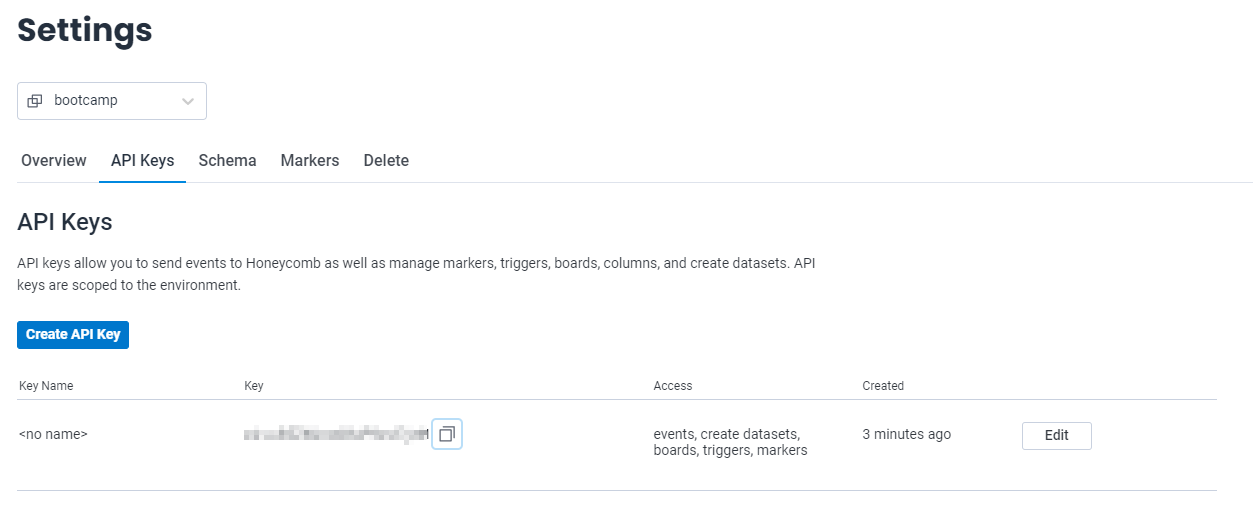 Settings
bootcamp
Overview API Keys Schema Markers Delete
API Keys
API keys allow you to send events to Honeycomb as well as manage markers, triggers, boards, columns, and create datasets. API
keys are scoped to the environment.
Create API Key
Key Name Key Access Created
<no name> events, create datasets, 3 minutes ago Edit
boards, triggers, markers